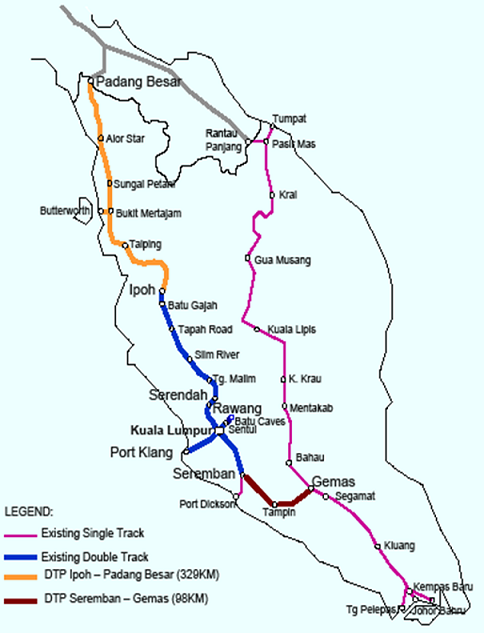 Padang Besar
Tumpat
Rantau
Panjang
Pasir Mas
Alor Star
Sungai Petani
Krai
Butterworth
Bukit Mertajam
Taiping
Gua Musang
Ipoh
Batu Gajah
Tapah Road
Kuala Lipis
Slim River
Tg. Malim
K. Krau
Serendah
Rawang
Mentakab
Batu Caves
Kuala Lumpur
Sentul
Port Klang
Bahau
Seremban
Gemas
Segamat
Port Dickson
Tampin
LEGEND:
Existing Single Track
Kluang
Existing Double Track
DTP Ipoh – Padang Besar (329KM)
Kempas Baru
DTP Seremban – Gemas (98KM)
Tg Pelepas
Johor Bahru